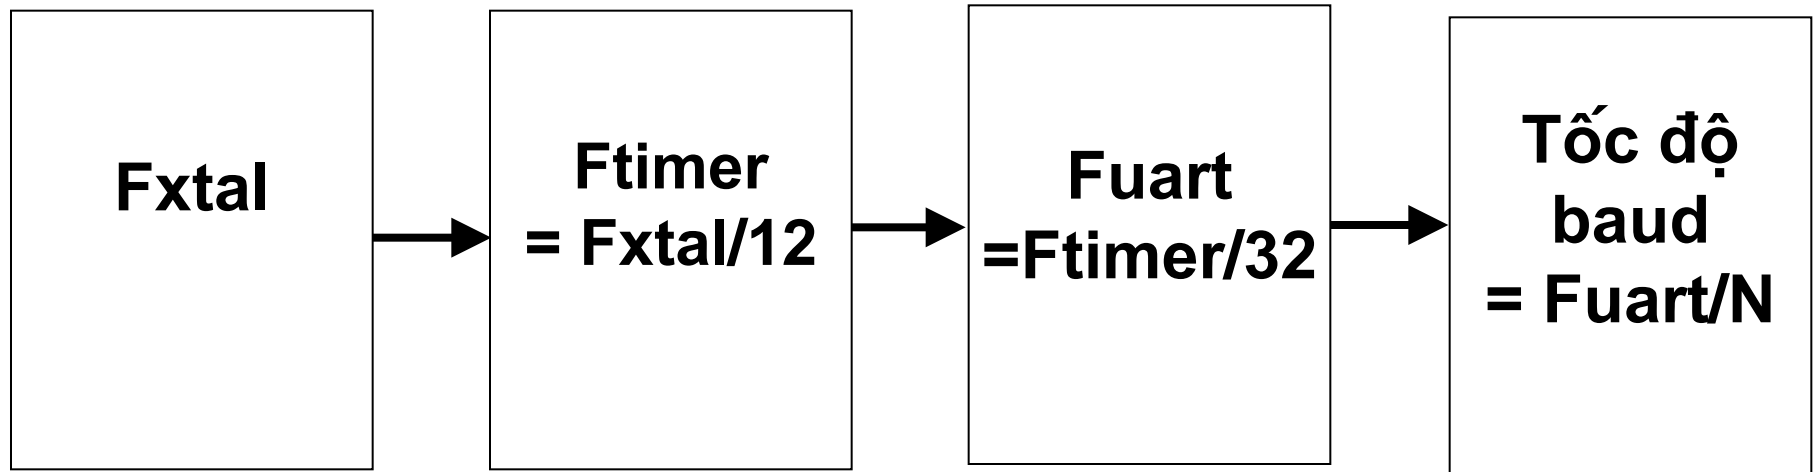 Fxtal
Ftimer
= Fxtal/12
Fuart
=Ftimer/32
Tốc độ
baud
= Fuart/N